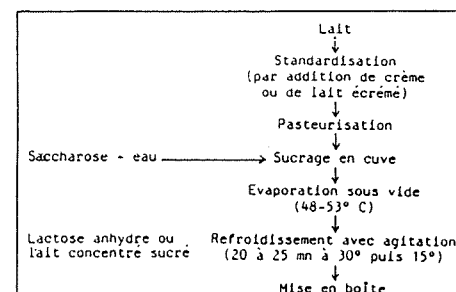 Lait
Standardisation
(par addition de crème
ou de lait écrémé)
Pasteurisation
Saccharose - eau
Sucrage en cuve
Evaporation sous vide
(48-53° C)
Lactose anhydre ou
lait concentré sucré
Refroidissement avec agitation
(20 à 25 mn à 30° puis 15°)
Mise en boîte